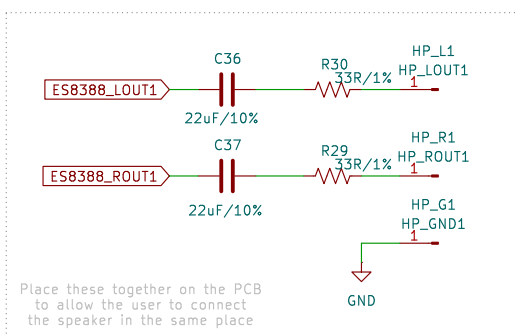 C36
ES8388_LOUT1
22uF/10%
R30
33R/1%
HP_L1
HP_LOUT1
1
C37
ES8388_ROUT1
22uF/10%
R29
33R/1%
HP_R1
HP_ROUT1
1
HP_G1
HP_GND1
1
GND
Place these together on the PCB
to allow the user to connect
the speaker in the same place